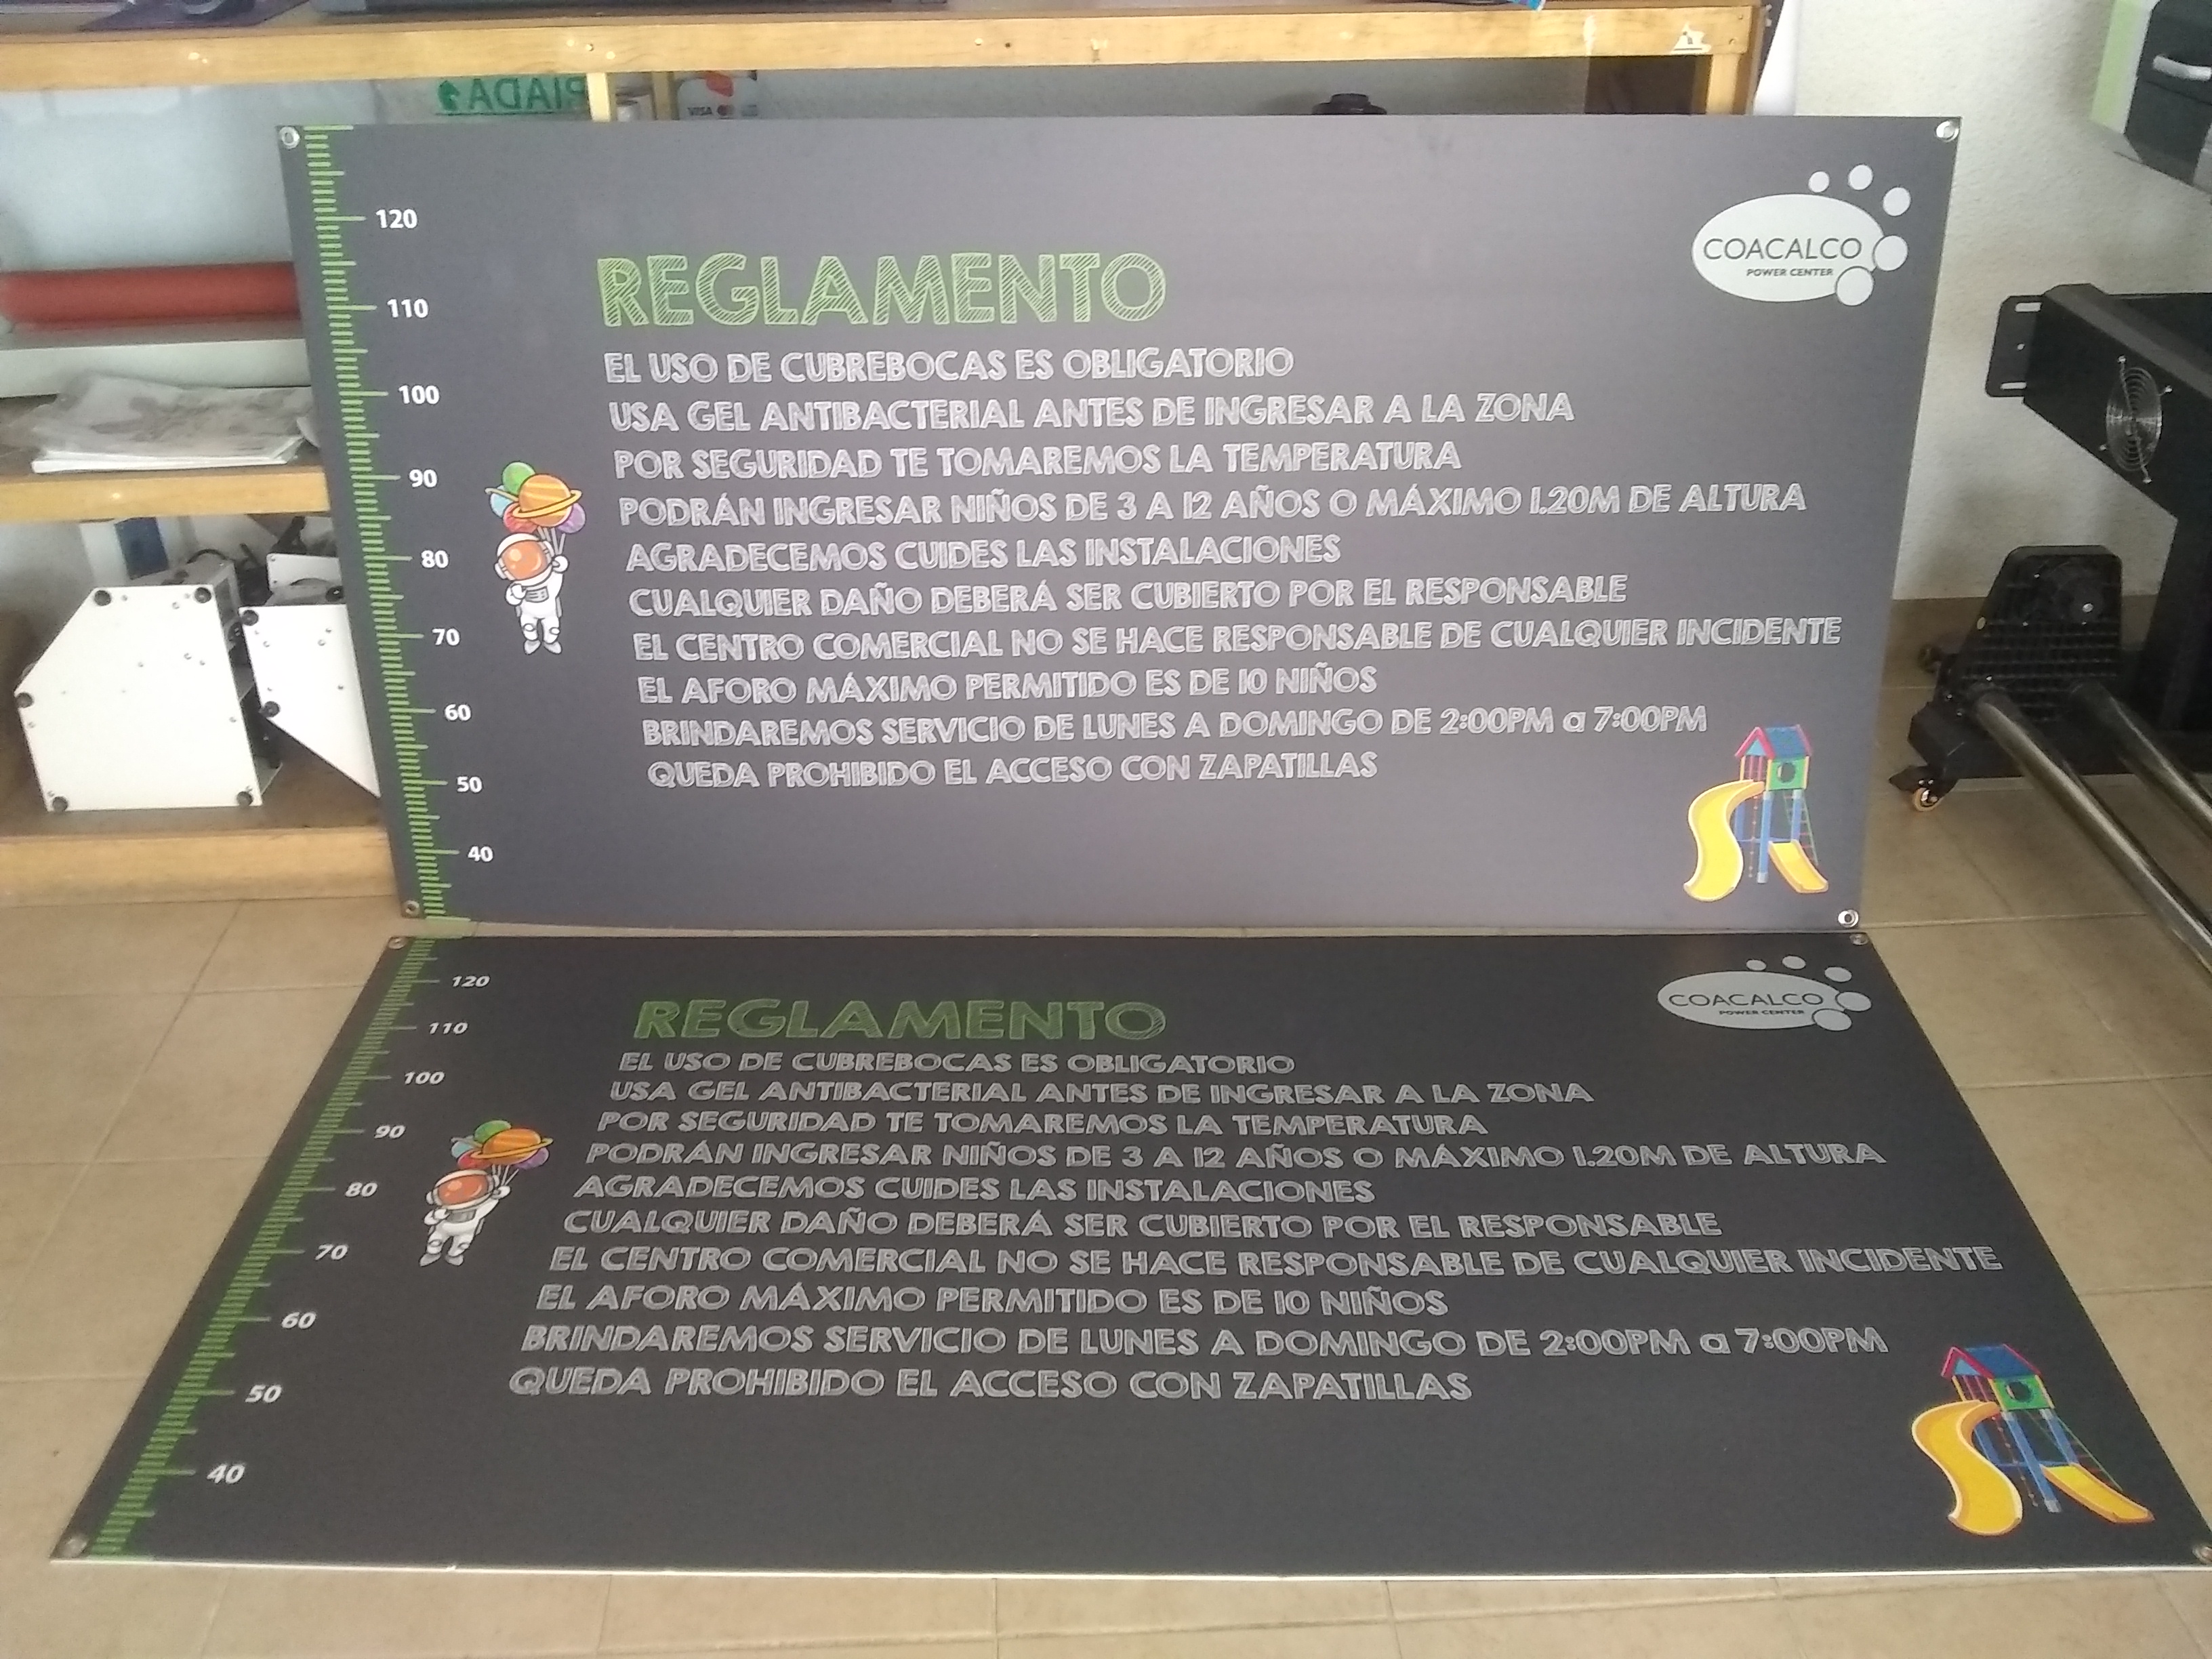 PIADA
VISA
120
110
100
90
80
70
60
50
40
COACALCO
POWER CENTER
REGLAMENTO
EL USO DE CUBREBOCAS ES OBLIGATORIO
USA GEL ANTIBACTERIAL ANTES DE INGRESAR A LA ZONA
POR SEGURIDAD TE TOMAREMOS LA TEMPERATURA
PODRÁN INGRESAR NIÑOS DE 3 A 12 AÑOS O MÁXIMO 1.20M DE ALTURA
AGRADECEMOS CUIDES LAS INSTALACIONES
CUALQUIER DAÑO DEBERÁ SER CUBIERTO POR EL RESPONSABLE
EL CENTRO COMERCIAL NO SE HACE RESPONSABLE DE CUALQUIER INCIDENTE
EL AFORO MÁXIMO PERMITIDO ES DE 10 NIÑOS
BRINDAREMOS SERVICIO DE LUNES A DOMINGO DE 2:00PM a 7:00PM
QUEDA PROHIBIDO EL ACCESO CON ZAPATILLAS
120
110
100
90
80
70
60
50
40
COACALCO
POWER CENTER
REGLAMENTO
EL USO DE CUBREBOCAS ES OBLIGATORIO
USA GEL ANTIBACTERIAL ANTES DE INGRESAR A LA ZONA
POR SEGURIDAD TE TOMAREMOS LA TEMPERATURA
PODRÁN INGRESAR NIÑOS DE 3 A 12 AÑOS O MÁXIMO 1.20M DE ALTURA
AGRADECEMOS CUIDES LAS INSTALACIONES
CUALQUIER DAÑO DEBERÁ SER CUBIERTO POR EL RESPONSABLE
EL CENTRO COMERCIAL NO SE HACE RESPONSABLE DE CUALQUIER INCIDENTE
EL AFORO MÁXIMO PERMITIDO ES DE 10 NIÑOS
BRINDAREMOS SERVICIO DE LUNES A DOMINGO DE 2:00PM a 7:00PM
QUEDA PROHIBIDO EL ACCESO CON ZAPATILLAS